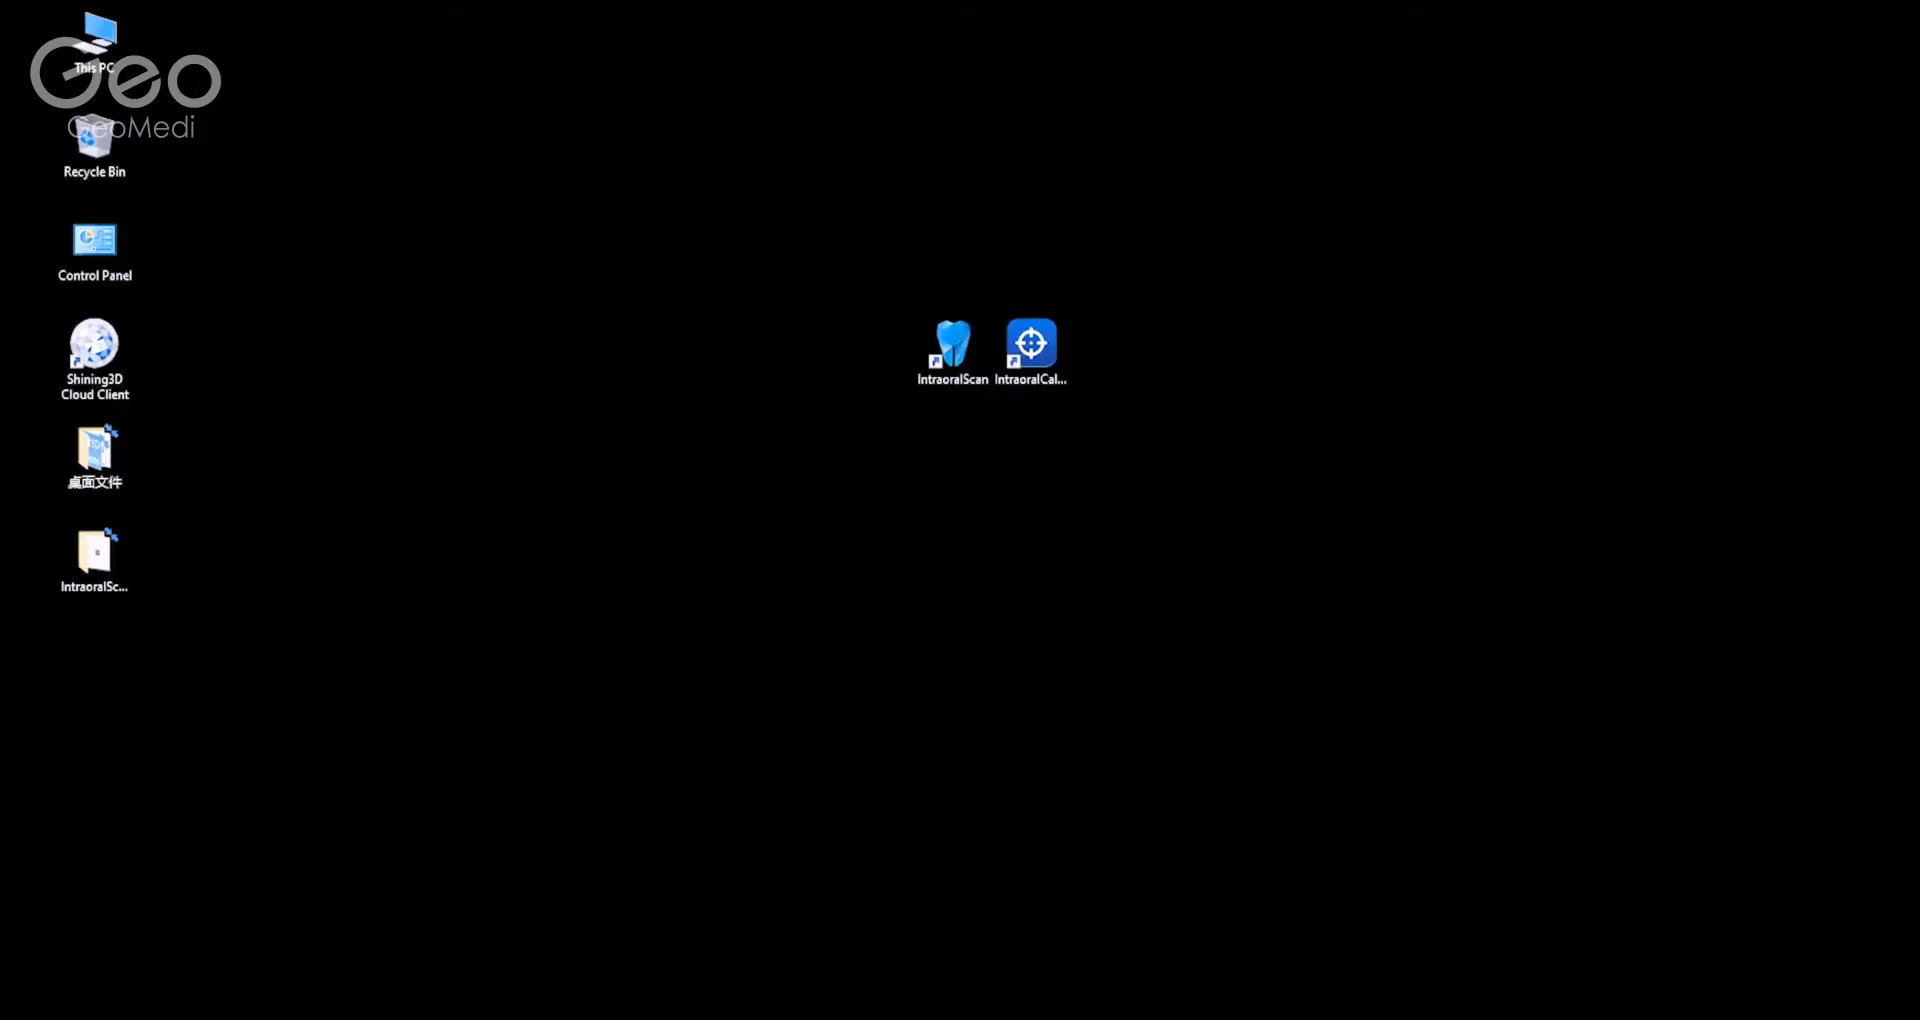 Geo
GeoMedi
This PC
Recycle Bin
Control Panel
Shining3D
Cloud Client
桌面文件
IntraoralSc...
IntraoralScan
IntraoralCal...